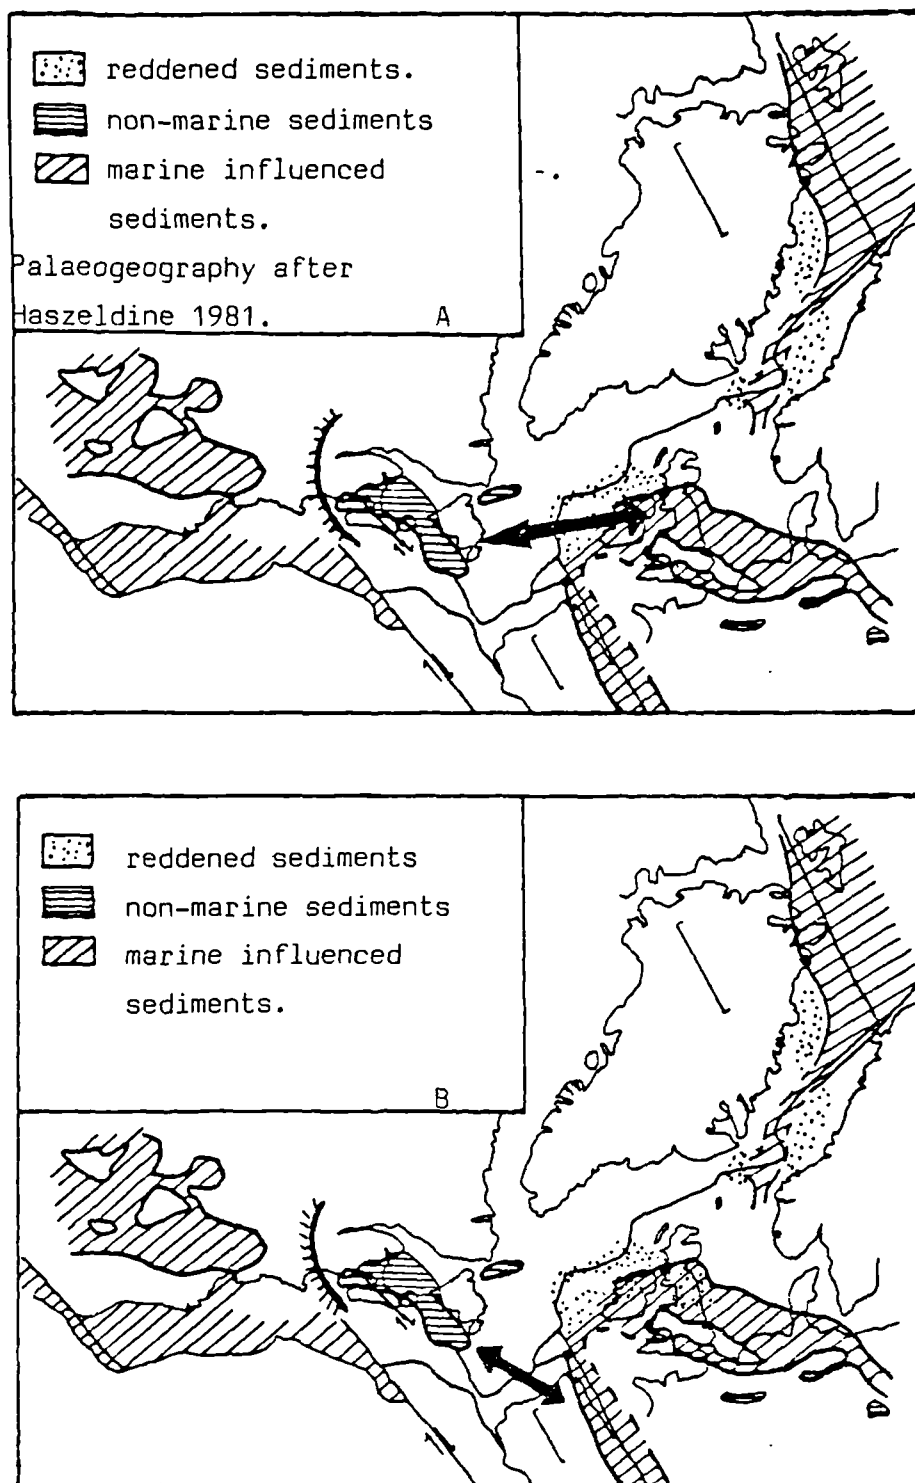 reddened sediments.
non-marine sediments
marine influenced
sediments.
Palaeogeography after
Haszeldine 1981.
A
reddened sediments
non-marine sediments
marine influenced
sediments.
B